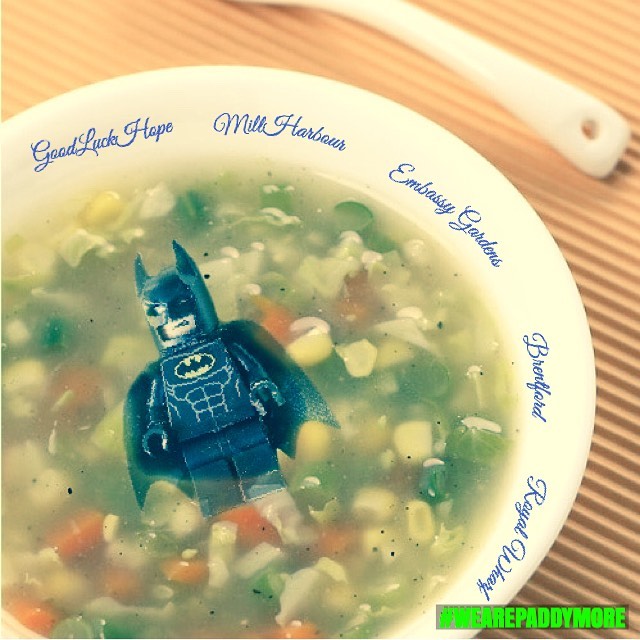 GoodLuckHope
MillHarbour
Embassy Gardens
Brentford
Royal Wharf
#WEAREPADDYMORE